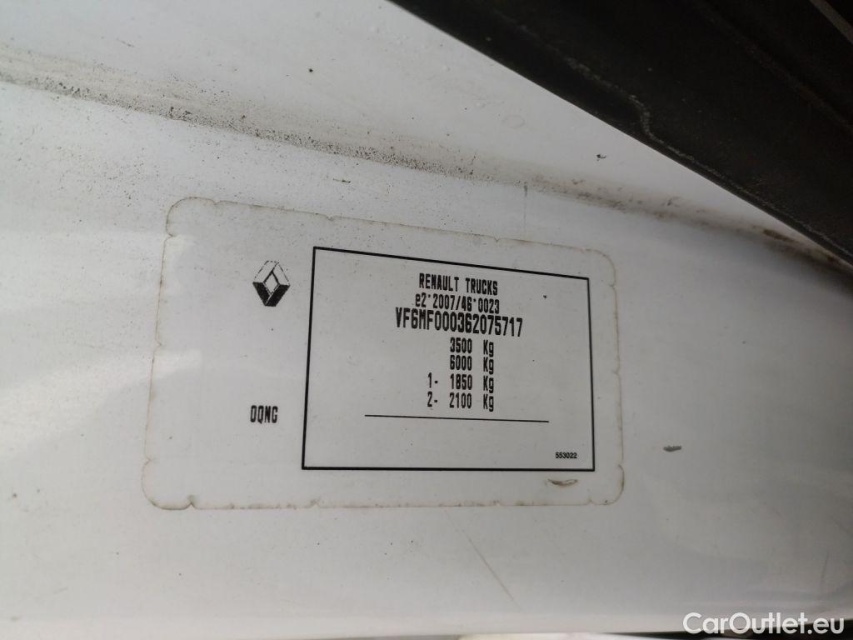 RENAULT TRUCKS
e2*2007/46*0023
VF6MF000362075717
3500 Kg
6000 Kg
1- 1850 Kg
2- 2100 Kg
DQMG
553022
CarOutlet.eu